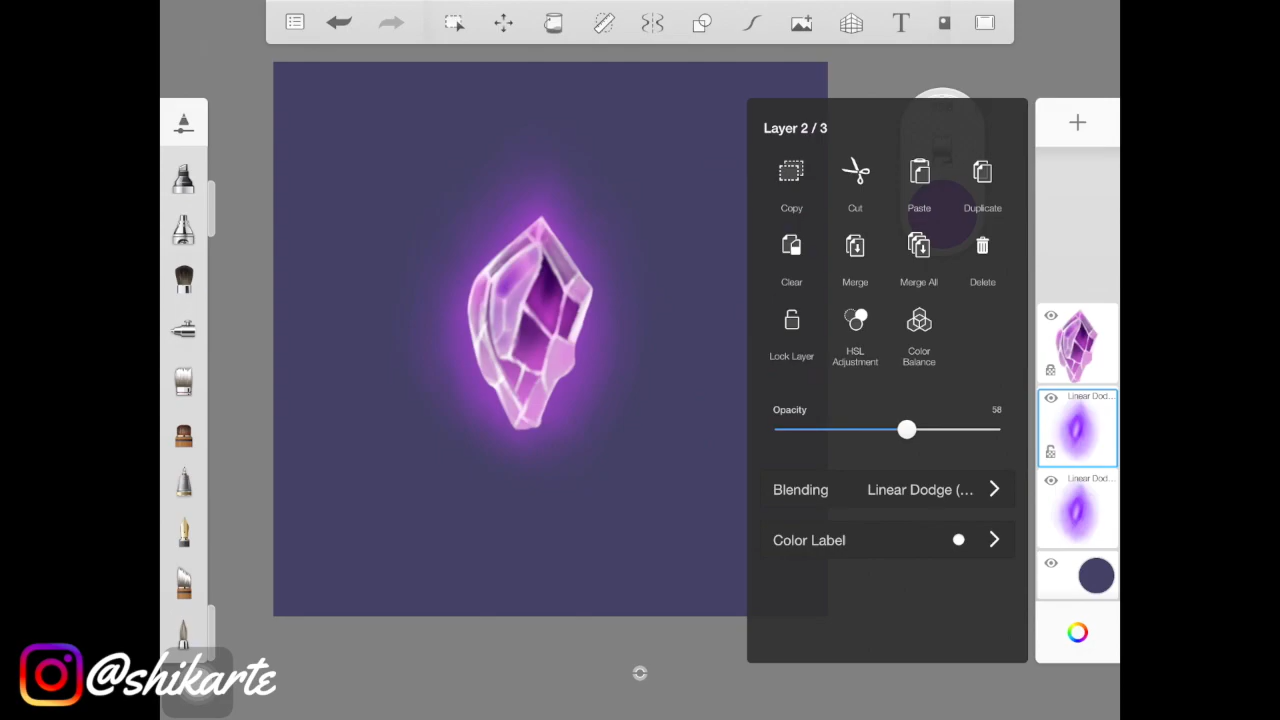 T
Layer 2 / 3
Copy Cut Paste Duplicate
Clear Merge Merge All Delete
Lock Layer HSL Adjustment Color Balance
Opacity 58
Blending Linear Dodge (...
Color Label
Linear Dod...
Linear Dod...
@shikarte